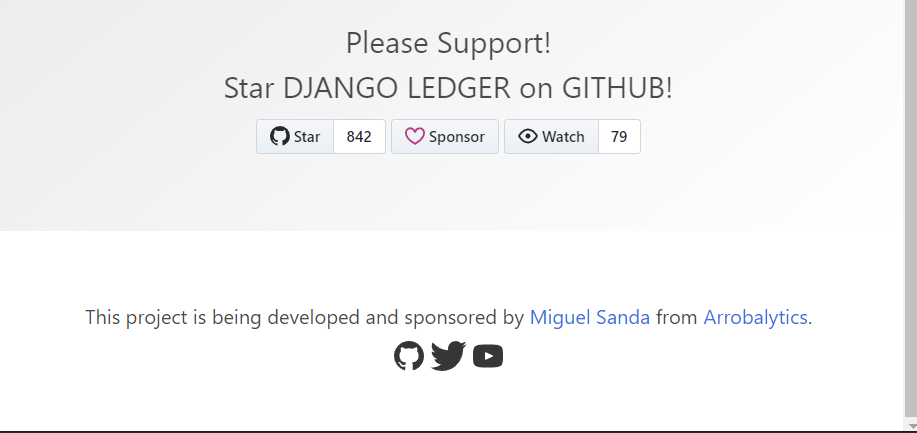 Please Support!
Star DJANGO LEDGER on GITHUB!
Star 842 Sponsor Watch 79
This project is being developed and sponsored by Miguel Sanda from Arrobalytics.